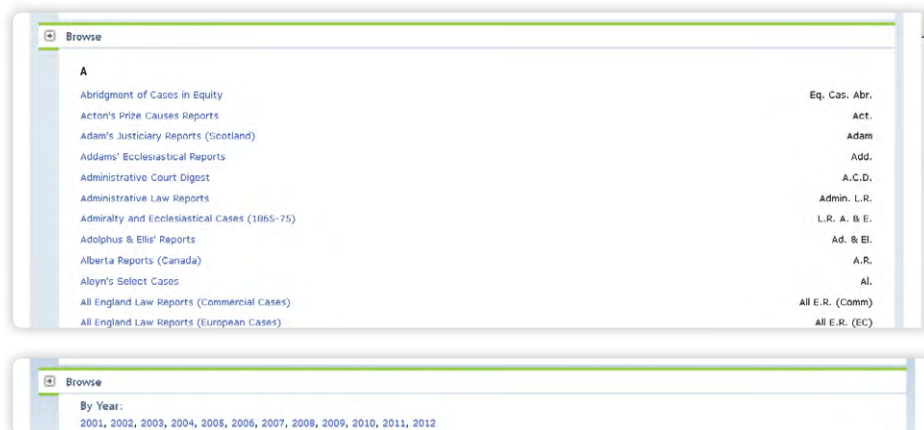 Browse
A
Abridgment of Cases in Equity Eq. Cas. Abr.
Acton's Prize Causes Reports Act.
Adam's Justiciary Reports (Scotland) Adam
Addams' Ecclesiastical Reports Add.
Administrative Court Digest A.C.D.
Administrative Law Reports Admin. L.R.
Admiralty and Ecclesiastical Cases (1865-75) L.R. A. & E.
Adolphus & Ellis' Reports Ad. & El.
Alberta Reports (Canada) A.R.
Aleyn's Select Cases Al.
All England Law Reports (Commercial Cases) All E.R. (Comm)
All England Law Reports (European Cases) All E.R. (EC)
Browse
By Year:
2001, 2002, 2003, 2004, 2005, 2006, 2007, 2008, 2009, 2010, 2011, 2012